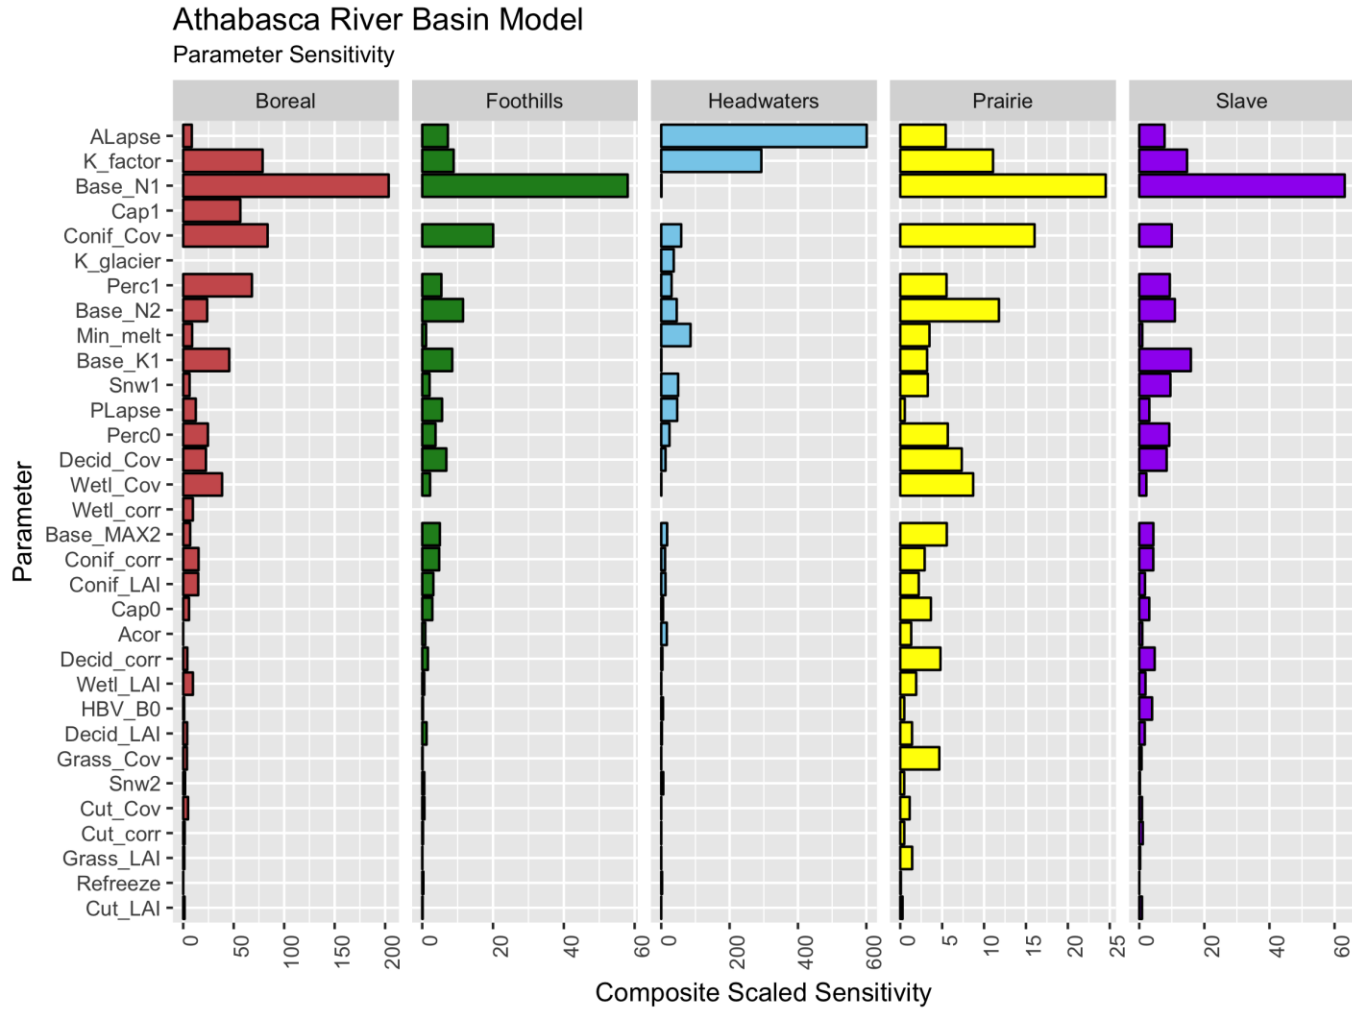 Athabasca River Basin Model
Parameter Sensitivity
Boreal Foothills Headwaters Prairie Slave
ALapse
K_factor
Base_N1
Cap1
Conif_Cov
K_glacier
Perc1
Base_N2
Min_melt
Base_K1
Snw1
PLapse
Perc0
Decid_Cov
Wetl_Cov
Wetl_corr
Base_MAX2
Conif_corr
Conif_LAI
Cap0
Acor
Decid_corr
Wetl_LAI
HBV_B0
Decid_LAI
Grass_Cov
Snw2
Cut_Cov
Cut_corr
Grass_LAI
Refreeze
Cut_LAI
Parameter
0 50 100 150 200 0 20 40 60 0 200 400 600 0 5 10 15 20 25 0 20 40 60
Composite Scaled Sensitivity